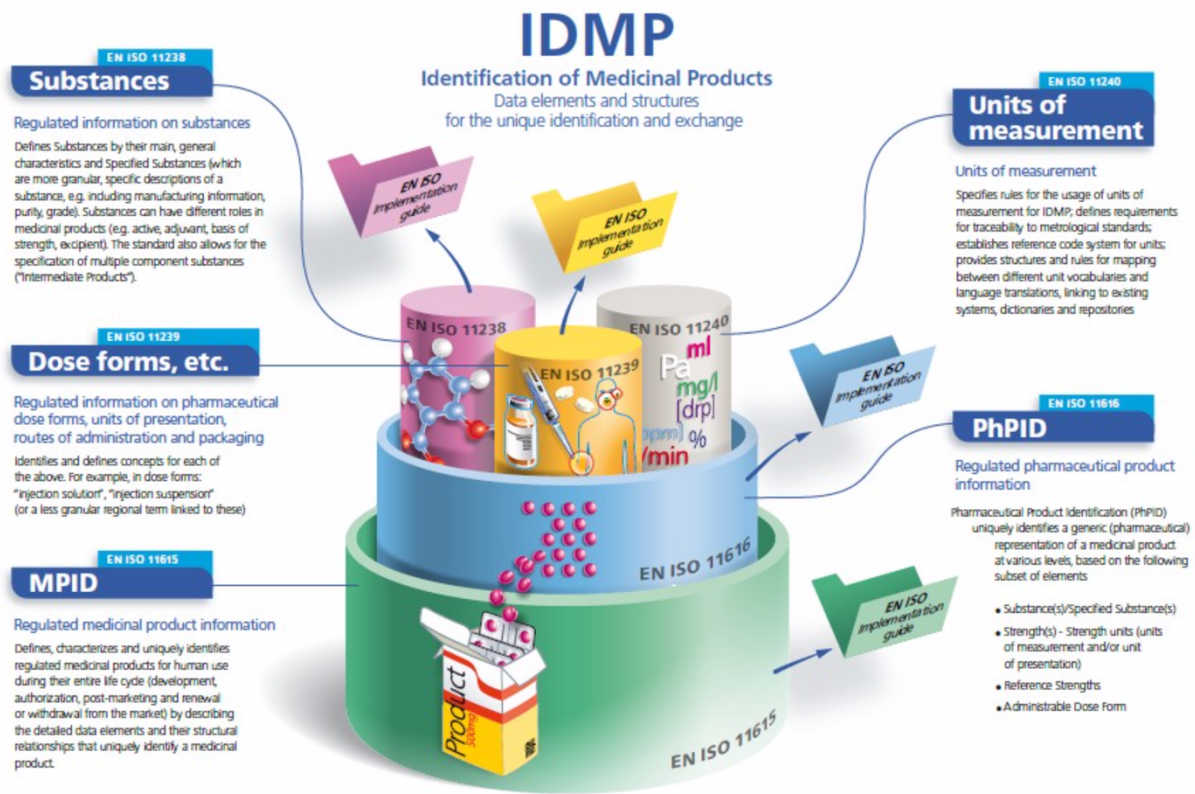 IDMP
Identification of Medicinal Products
Data elements and structures
for the unique identification and exchange
EN ISO 11238
Substances
Regulated information on substances
Defines Substances by their main, general
characteristics and Specified Substances (which
are more granular, specific descriptions of a
substance, e.g. including manufacturing information,
purity, grade). Substances can have different roles in
medicinal products (e.g. active, adjuvant, basis of
strength, excipient). The standard also allows for the
specification of multiple component substances
("Intermediate Products").
EN ISO 11239
Dose forms, etc.
Regulated information on pharmaceutical
dose forms, units of presentation,
routes of administration and packaging
Identifies and defines concepts for each of
the above. For example, in dose forms:
"injection solution", "injection suspension"
(or a less granular regional term linked to these)
EN ISO 11615
MPID
Regulated medicinal product information
Defines, characterizes and uniquely identifies
regulated medicinal products for human use
during their entire life cycle (development,
authorization, post-marketing and renewal
or withdrawal from the market) by describing
the detailed data elements and their structural
relationships that uniquely identify a medicinal
product.
EN ISO
Implementation
guide
EN ISO
Implementation
guide
EN ISO 11238
EN ISO 11239
EN ISO 11240
ml
Pa
mg/l
[drp]
[ppm]
%
/min
EN ISO
Implementation
guide
EN ISO 11616
EN ISO
Implementation
guide
Product
500mg
EN ISO 11615
EN ISO 11240
Units of
measurement
Units of measurement
Specifies rules for the usage of units of
measurement for IDMP; defines requirements
for traceability to metrological standards;
establishes reference code system for units;
provides structures and rules for mapping
between different unit vocabularies and
language translations, linking to existing
systems, dictionaries and repositories
EN ISO 11616
PhPID
Regulated pharmaceutical product
information
Pharmaceutical Product Identification (PhPID)
uniquely identifies a generic (pharmaceutical)
representation of a medicinal product
at various levels, based on the following
subset of elements
• Substance(s)/Specified Substance(s)
• Strength(s) - Strength units (units
of measurement and/or unit
of presentation)
• Reference Strengths
• Administrable Dose Form